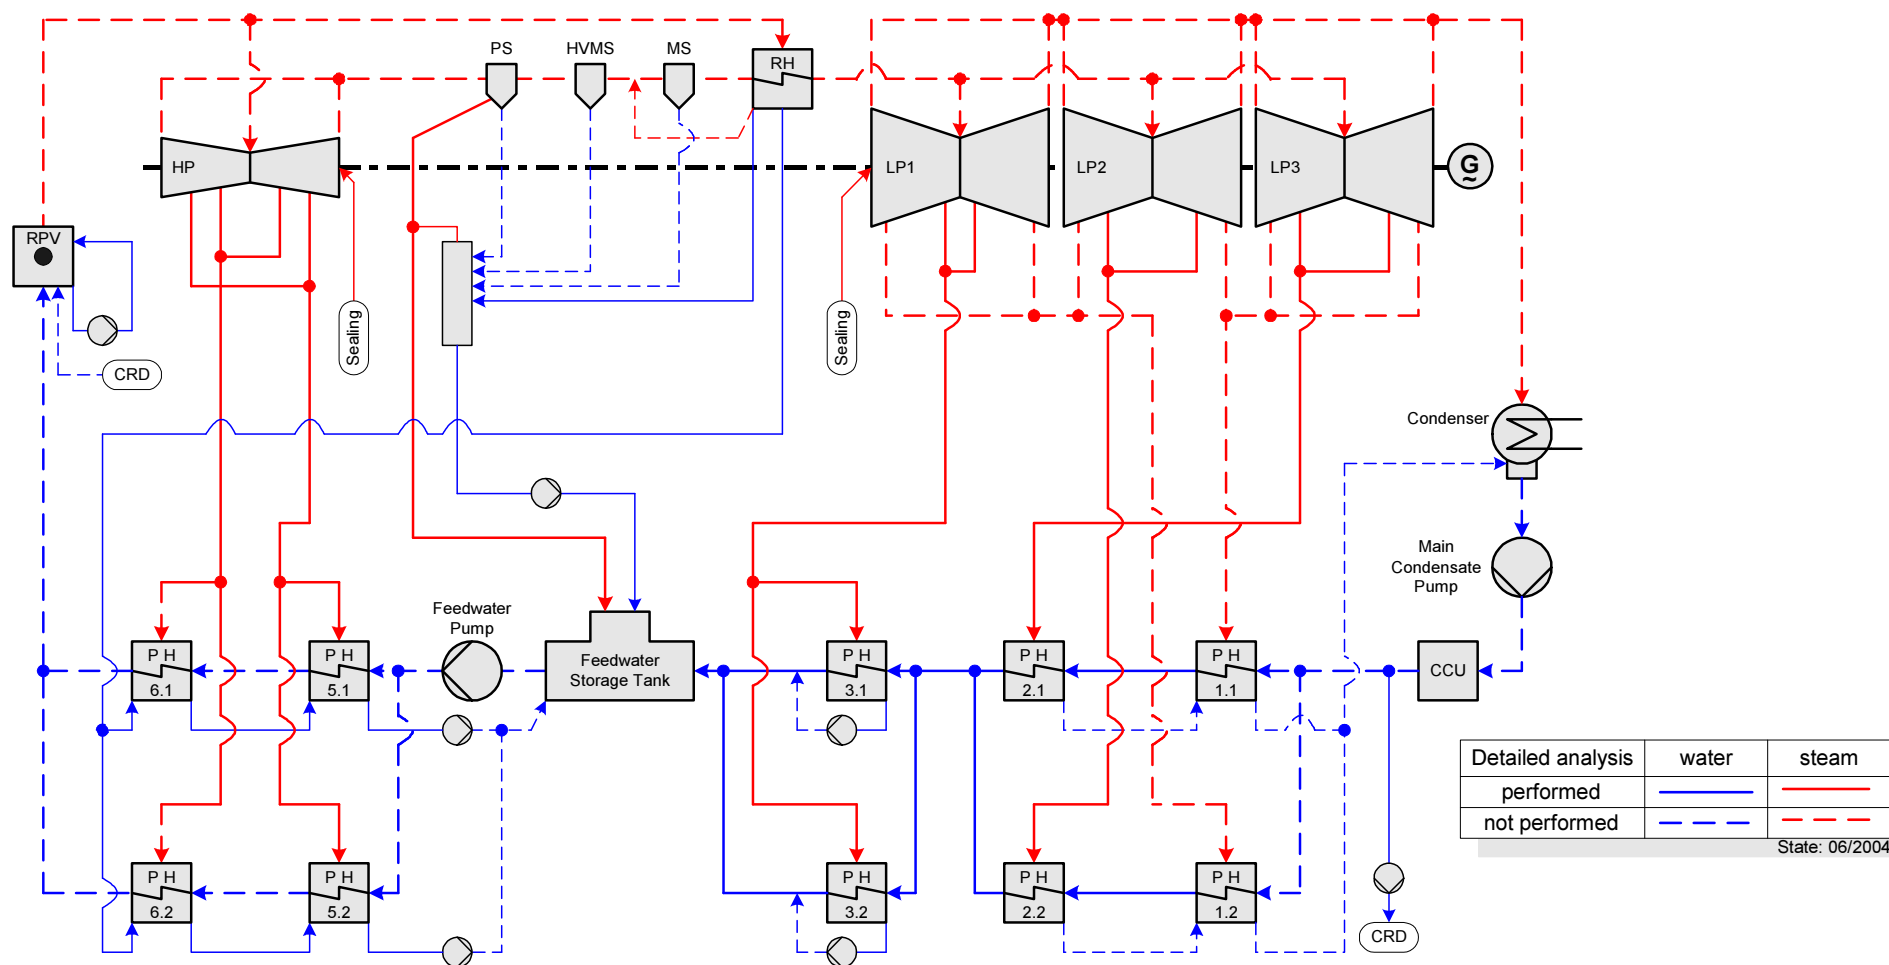 PS
HVMS
MS
RH
HP
LP1
LP2
LP3
G
~
RPV
Sealing
Sealing
CRD
Condenser
Main
Condensate
Pump
Feedwater
Pump
Feedwater
Storage Tank
P H
6.1
P H
5.1
P H
3.1
P H
2.1
P H
1.1
CCU
Detailed analysis water steam
performed
not performed
State: 06/2004
P H
6.2
P H
5.2
P H
3.2
P H
2.2
P H
1.2
CRD